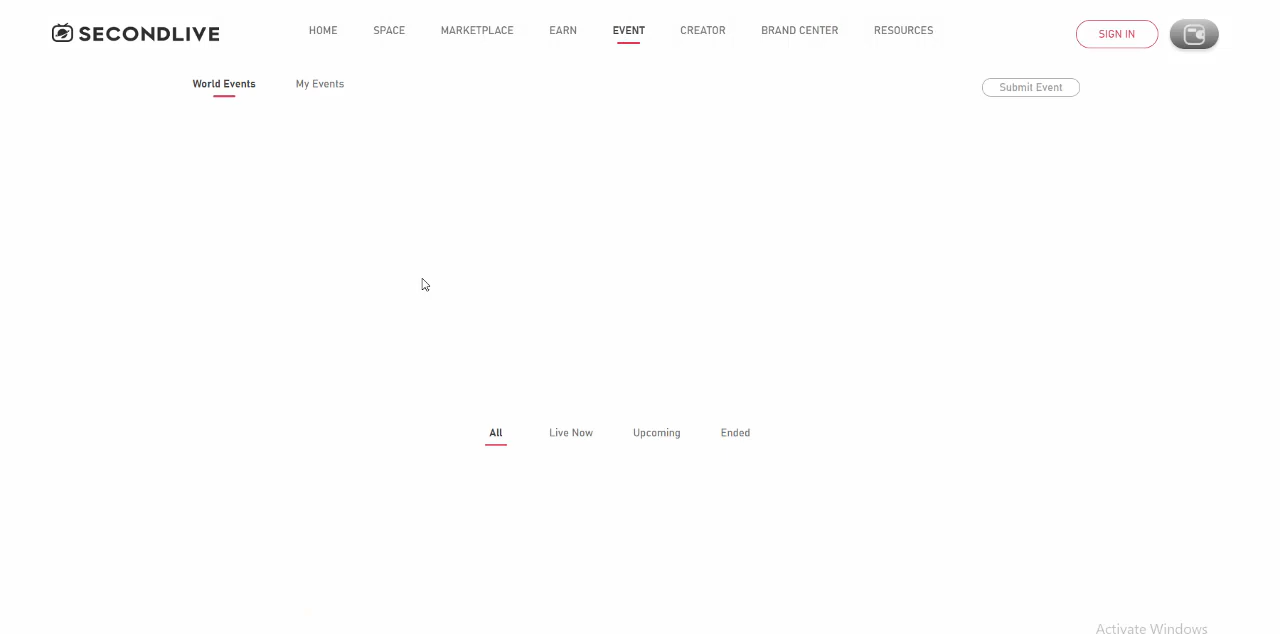 SECONDLIVE
HOME SPACE MARKETPLACE EARN EVENT CREATOR BRAND CENTER RESOURCES
SIGN IN
World Events My Events
Submit Event
All Live Now Upcoming Ended
Activate Windows